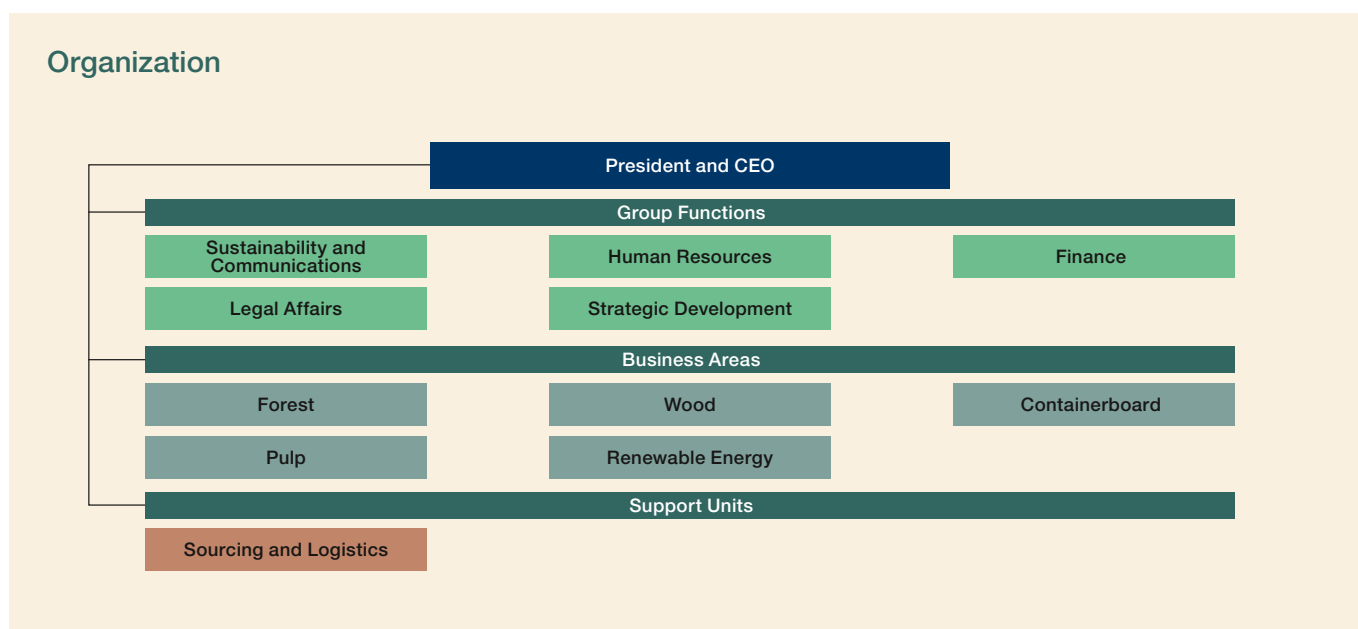 Organization
President and CEO
Group Functions
Sustainability and
Communications
Human Resources
Finance
Legal Affairs
Strategic Development
Business Areas
Forest
Wood
Containerboard
Pulp
Renewable Energy
Support Units
Sourcing and Logistics